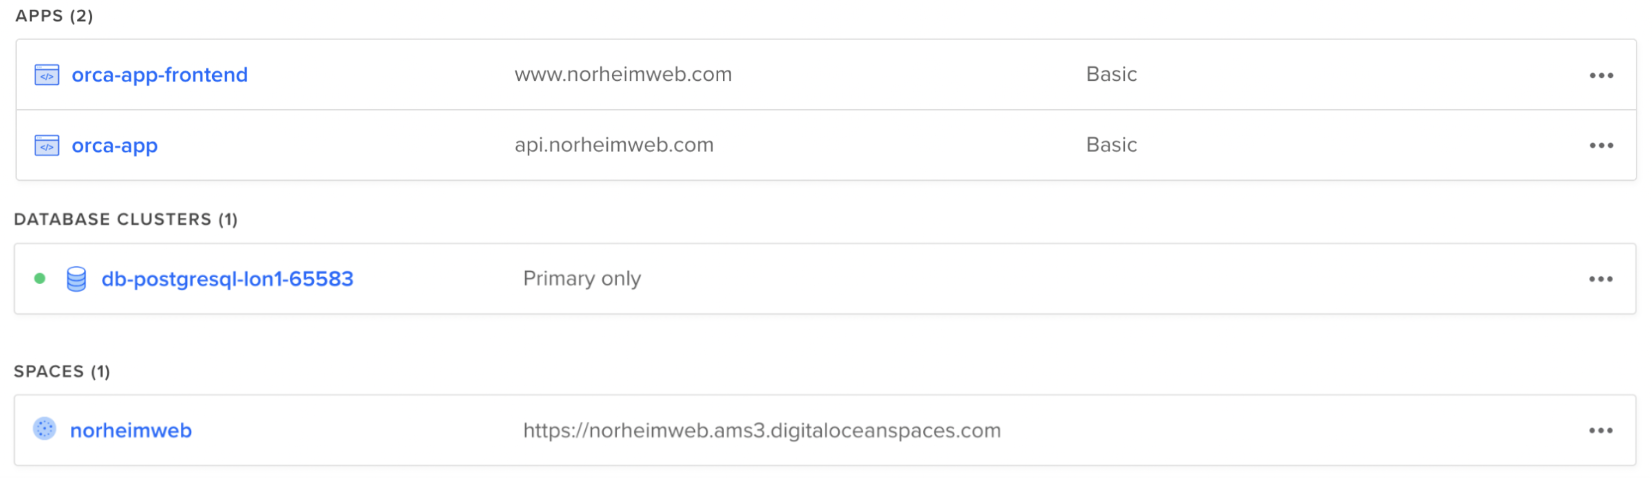 APPS (2)
orca-app-frontend www.norheimweb.com Basic
orca-app api.norheimweb.com Basic
DATABASE CLUSTERS (1)
db-postgresql-lon1-65583 Primary only
SPACES (1)
norheimweb https://norheimweb.ams3.digitaloceanspaces.com